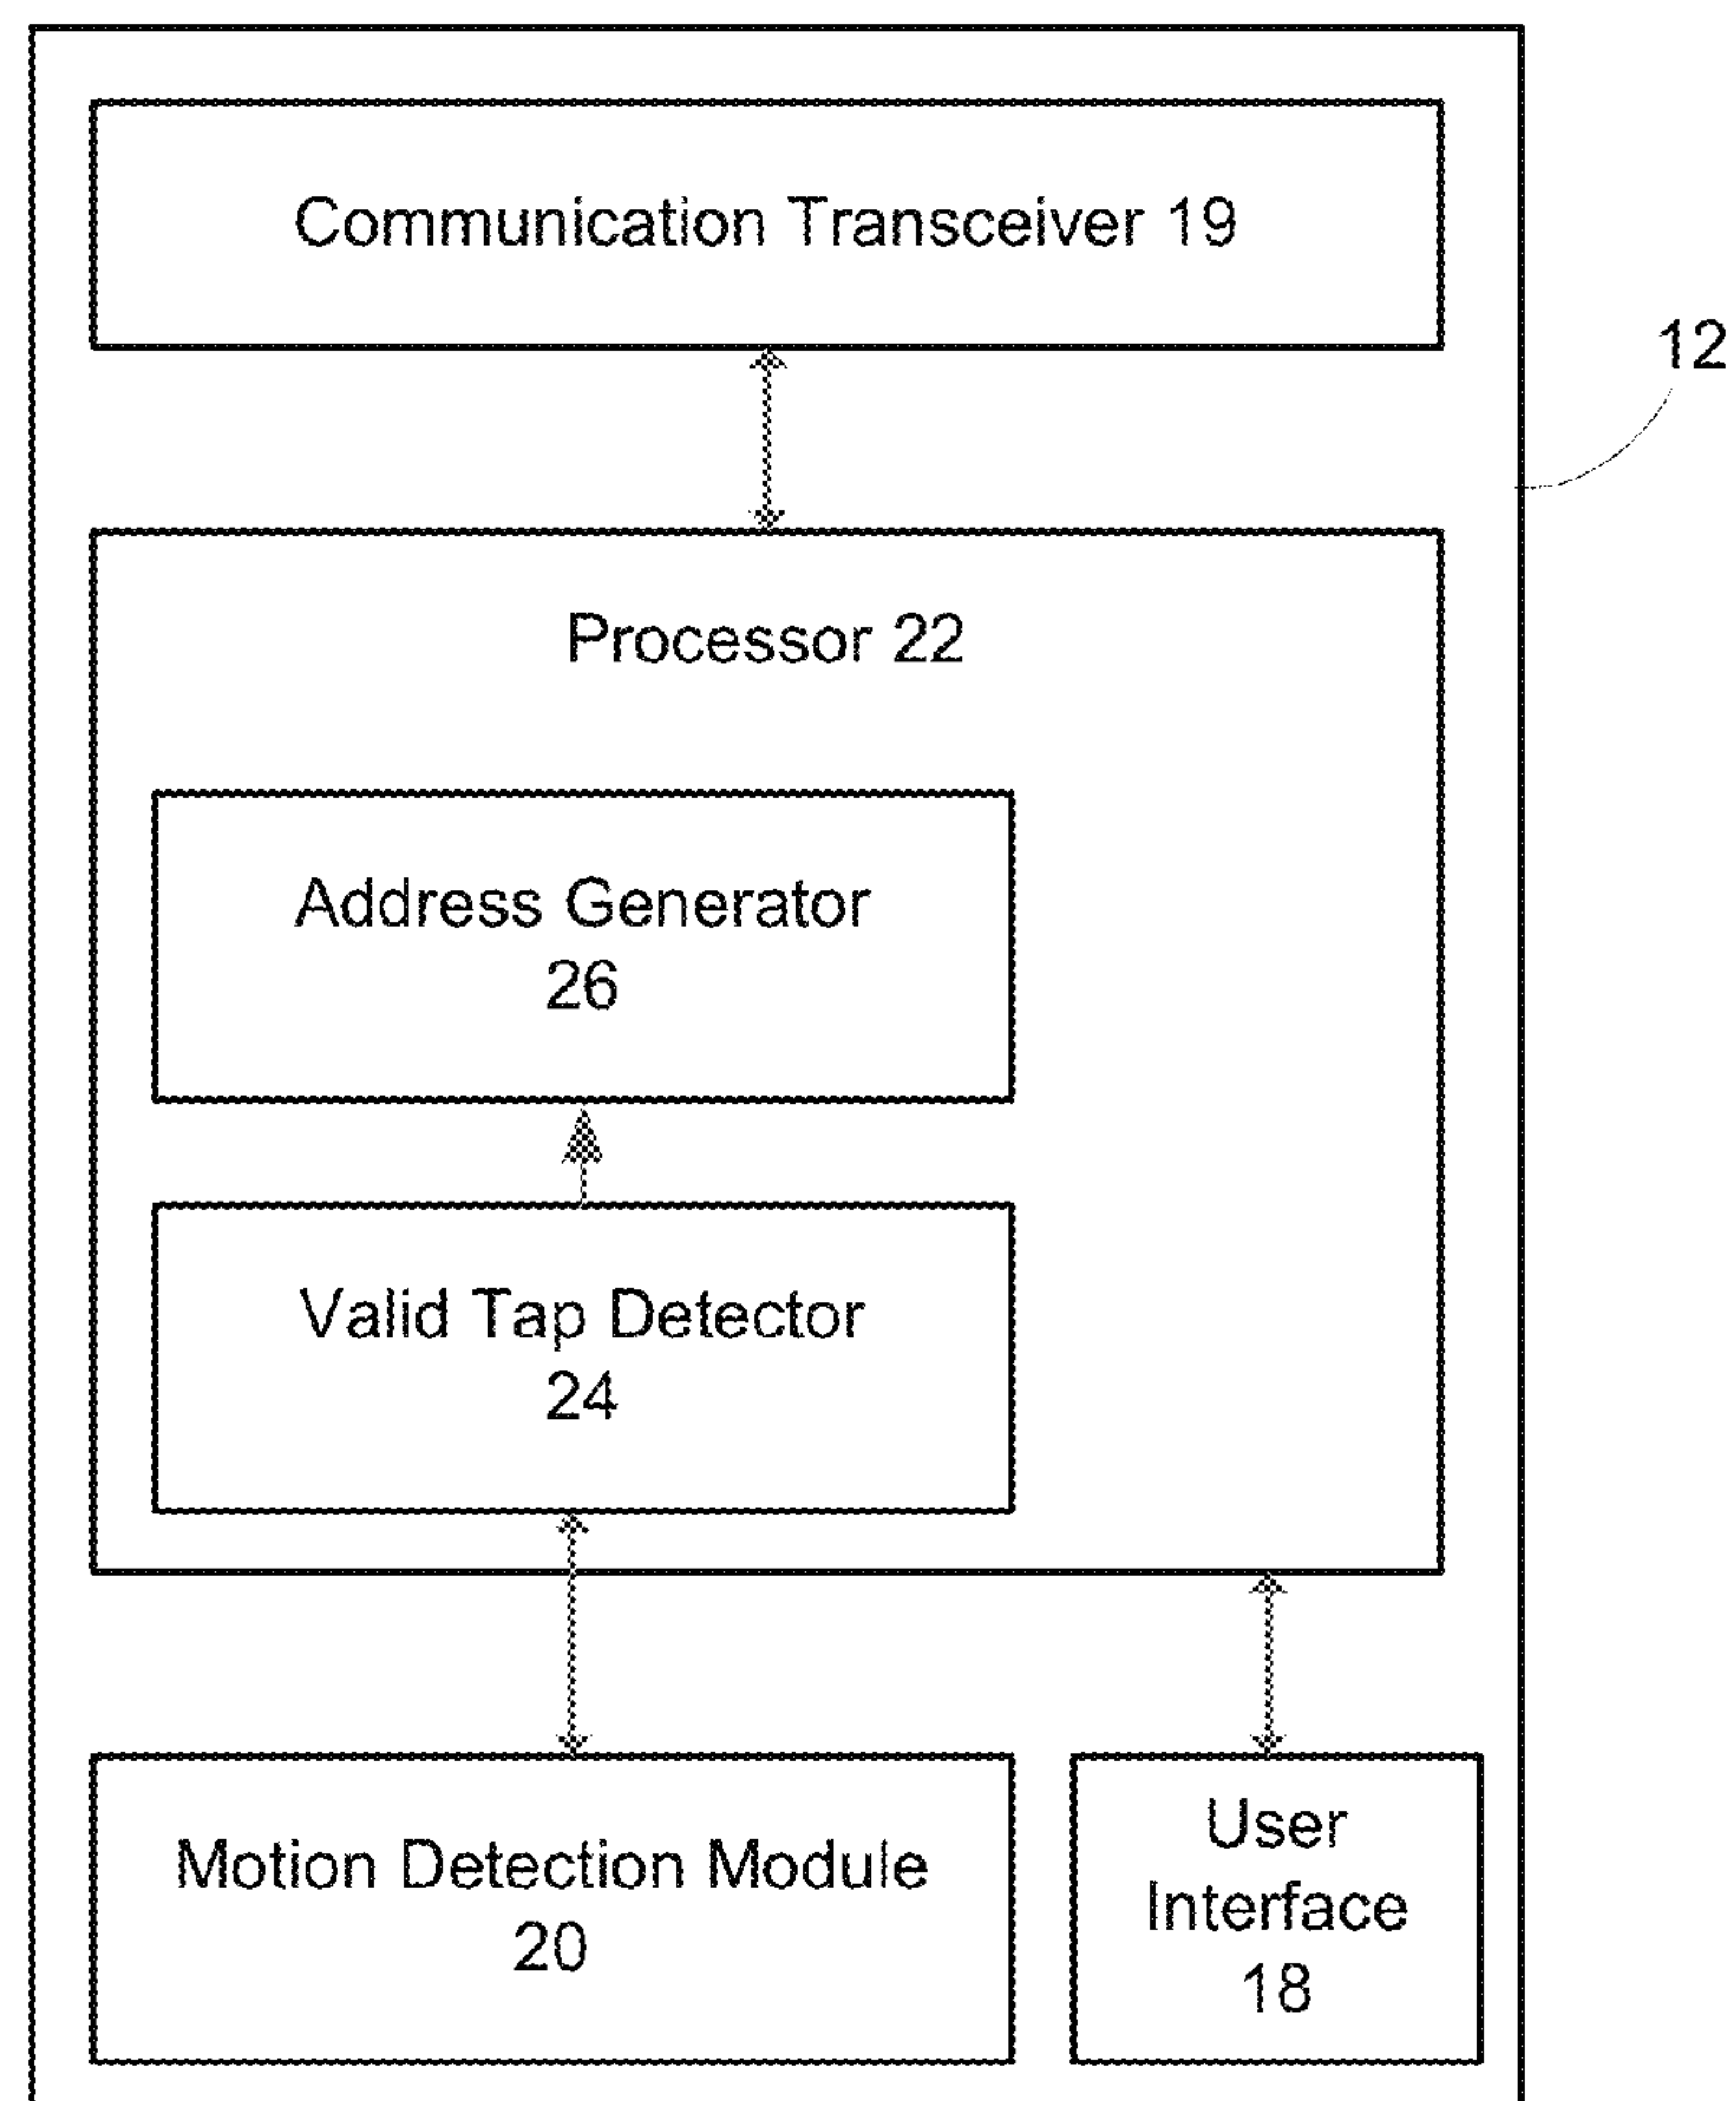 Communication Transceiver 19
12
Processor 22
Address Generator
26
Valid Tap Detector
24
Motion Detection Module
20
User
Interface
18